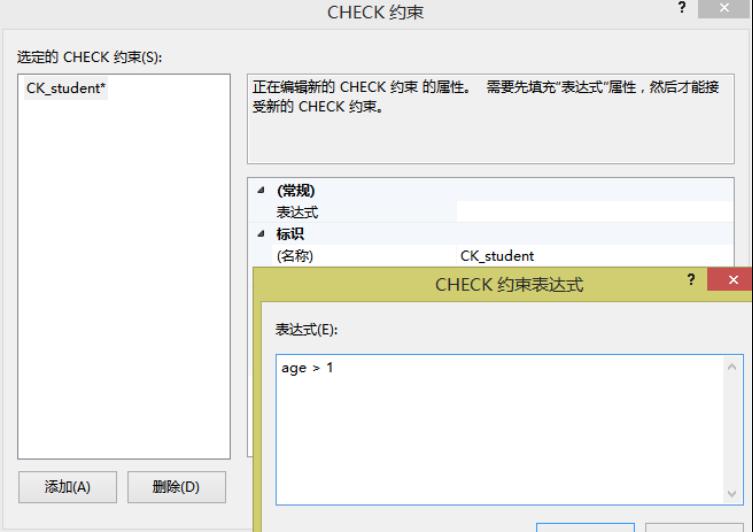 CHECK 约束
?
选定的 CHECK 约束(S):
CK_student*
正在编辑新的 CHECK 约束 的属性。 需要先填充"表达式"属性，然后才能接
受新的 CHECK 约束。
(常规)
表达式
标识
(名称) CK_student
CHECK 约束表达式
?
表达式(E):
age > 1
添加(A) 删除(D)